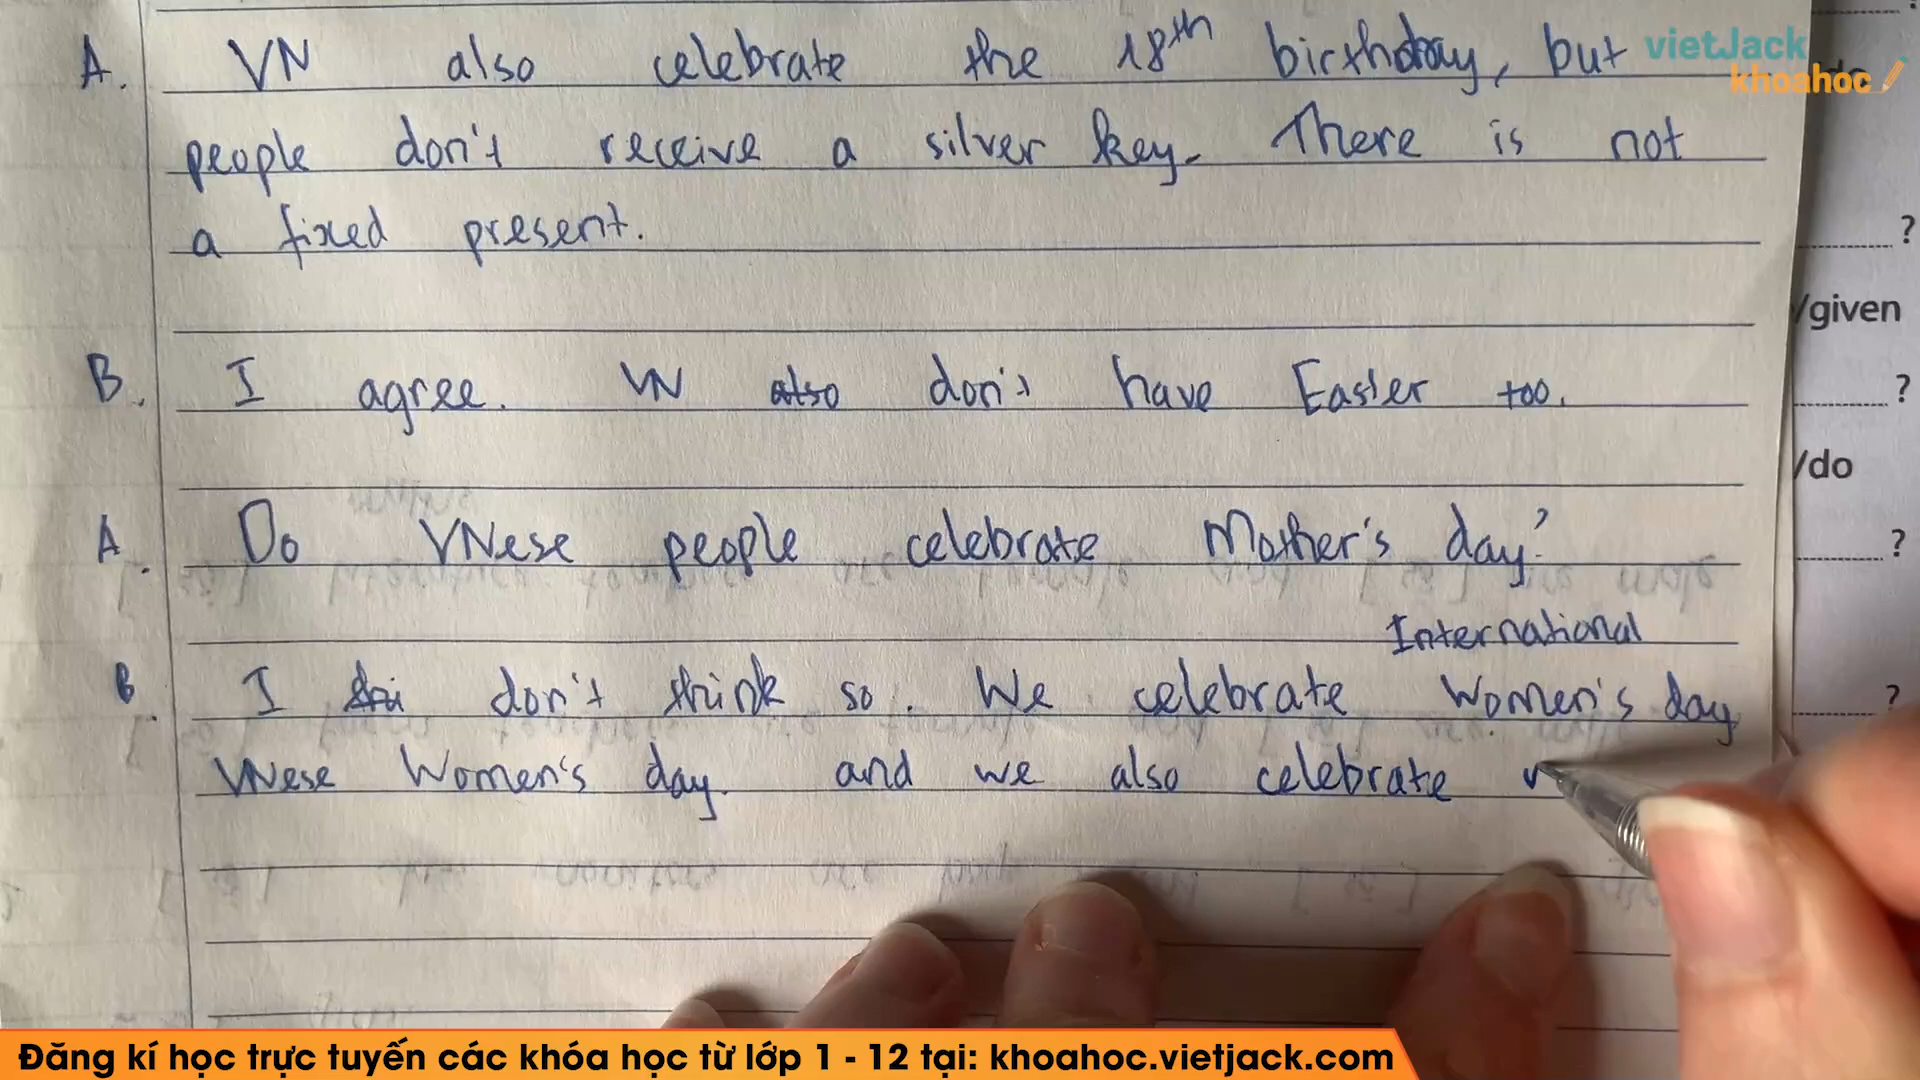 vietJack
khoahoc
A. VN also celebrate the 18th birthday, but
people don't receive a silver key. There is not
a fixed present.
?
/given
B. I agree. VN also don't have Easter too.
?
/do
A. Do VNese people celebrate Mother's day?
?
International
B. I don't think so. We celebrate Women's day
?
VNese Women's day. and we also celebrate
Đăng kí học trực tuyến các khóa học từ lớp 1 - 12 tại: khoahoc.vietjack.com